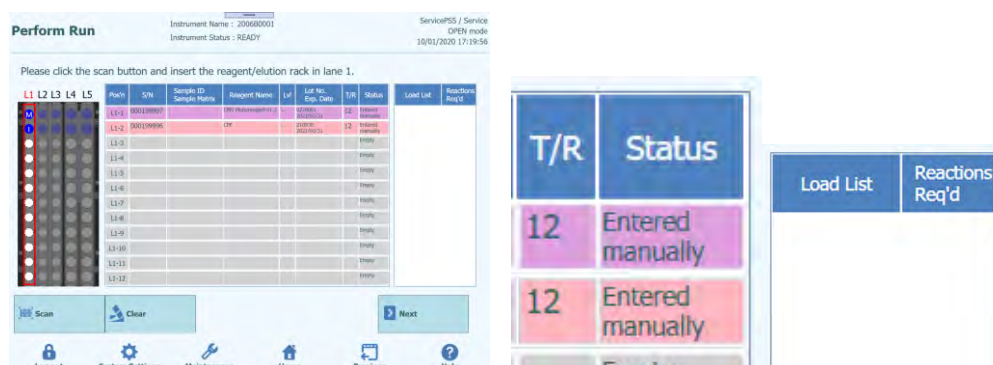 Perform Run
Instrument Name : 200680001
Instrument Status : READY
ServicePSS / Service
OPEN mode
10/01/2020 17:19:56
Please click the scan button and insert the reagent/elution rack in lane 1.
L1 L2 L3 L4 L5
Pos'n S/N Sample ID Sample Matrix Reagent Name Lvl Lot No. Exp. Date T/R Status Load List Reactions Req'd
M L1-1 000199997 12 Entered manually
I L1-2 000199996 CPE 12 Entered manually
L1-3 Empty
L1-4 Empty
L1-5 Empty
L1-6 Empty
L1-7 Empty
L1-8 Empty
L1-9 Empty
L1-10 Empty
L1-11 Empty
L1-12 Empty
Scan Clear Next
T/R Status
12 Entered
manually
12 Entered
manually
Load List Reactions
Req'd